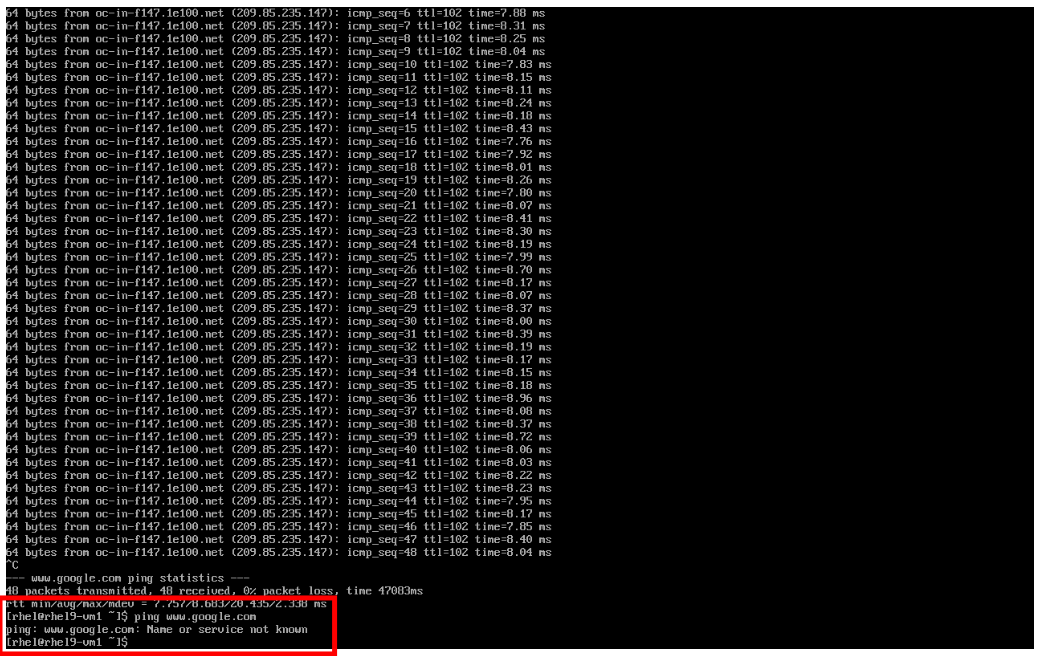 64 bytes from oc-in-f147.1e100.net (209.85.235.147): icmp_seq=6 ttl=102 time=7.88 ms
64 bytes from oc-in-f147.1e100.net (209.85.235.147): icmp_seq=7 ttl=102 time=8.31 ms
64 bytes from oc-in-f147.1e100.net (209.85.235.147): icmp_seq=8 ttl=102 time=8.25 ms
64 bytes from oc-in-f147.1e100.net (209.85.235.147): icmp_seq=9 ttl=102 time=8.04 ms
64 bytes from oc-in-f147.1e100.net (209.85.235.147): icmp_seq=10 ttl=102 time=7.83 ms
64 bytes from oc-in-f147.1e100.net (209.85.235.147): icmp_seq=11 ttl=102 time=8.15 ms
64 bytes from oc-in-f147.1e100.net (209.85.235.147): icmp_seq=12 ttl=102 time=8.11 ms
64 bytes from oc-in-f147.1e100.net (209.85.235.147): icmp_seq=13 ttl=102 time=8.24 ms
64 bytes from oc-in-f147.1e100.net (209.85.235.147): icmp_seq=14 ttl=102 time=8.18 ms
64 bytes from oc-in-f147.1e100.net (209.85.235.147): icmp_seq=15 ttl=102 time=8.43 ms
64 bytes from oc-in-f147.1e100.net (209.85.235.147): icmp_seq=16 ttl=102 time=7.76 ms
64 bytes from oc-in-f147.1e100.net (209.85.235.147): icmp_seq=17 ttl=102 time=7.92 ms
64 bytes from oc-in-f147.1e100.net (209.85.235.147): icmp_seq=18 ttl=102 time=8.01 ms
64 bytes from oc-in-f147.1e100.net (209.85.235.147): icmp_seq=19 ttl=102 time=8.26 ms
64 bytes from oc-in-f147.1e100.net (209.85.235.147): icmp_seq=20 ttl=102 time=7.80 ms
64 bytes from oc-in-f147.1e100.net (209.85.235.147): icmp_seq=21 ttl=102 time=8.07 ms
64 bytes from oc-in-f147.1e100.net (209.85.235.147): icmp_seq=22 ttl=102 time=8.41 ms
64 bytes from oc-in-f147.1e100.net (209.85.235.147): icmp_seq=23 ttl=102 time=8.30 ms
64 bytes from oc-in-f147.1e100.net (209.85.235.147): icmp_seq=24 ttl=102 time=8.19 ms
64 bytes from oc-in-f147.1e100.net (209.85.235.147): icmp_seq=25 ttl=102 time=7.99 ms
64 bytes from oc-in-f147.1e100.net (209.85.235.147): icmp_seq=26 ttl=102 time=8.70 ms
64 bytes from oc-in-f147.1e100.net (209.85.235.147): icmp_seq=27 ttl=102 time=8.17 ms
64 bytes from oc-in-f147.1e100.net (209.85.235.147): icmp_seq=28 ttl=102 time=8.07 ms
64 bytes from oc-in-f147.1e100.net (209.85.235.147): icmp_seq=29 ttl=102 time=8.37 ms
64 bytes from oc-in-f147.1e100.net (209.85.235.147): icmp_seq=30 ttl=102 time=8.00 ms
64 bytes from oc-in-f147.1e100.net (209.85.235.147): icmp_seq=31 ttl=102 time=8.39 ms
64 bytes from oc-in-f147.1e100.net (209.85.235.147): icmp_seq=32 ttl=102 time=8.19 ms
64 bytes from oc-in-f147.1e100.net (209.85.235.147): icmp_seq=33 ttl=102 time=8.17 ms
64 bytes from oc-in-f147.1e100.net (209.85.235.147): icmp_seq=34 ttl=102 time=8.15 ms
64 bytes from oc-in-f147.1e100.net (209.85.235.147): icmp_seq=35 ttl=102 time=8.18 ms
64 bytes from oc-in-f147.1e100.net (209.85.235.147): icmp_seq=36 ttl=102 time=8.96 ms
64 bytes from oc-in-f147.1e100.net (209.85.235.147): icmp_seq=37 ttl=102 time=8.08 ms
64 bytes from oc-in-f147.1e100.net (209.85.235.147): icmp_seq=38 ttl=102 time=8.37 ms
64 bytes from oc-in-f147.1e100.net (209.85.235.147): icmp_seq=39 ttl=102 time=8.72 ms
64 bytes from oc-in-f147.1e100.net (209.85.235.147): icmp_seq=40 ttl=102 time=8.06 ms
64 bytes from oc-in-f147.1e100.net (209.85.235.147): icmp_seq=41 ttl=102 time=8.03 ms
64 bytes from oc-in-f147.1e100.net (209.85.235.147): icmp_seq=42 ttl=102 time=8.22 ms
64 bytes from oc-in-f147.1e100.net (209.85.235.147): icmp_seq=43 ttl=102 time=8.23 ms
64 bytes from oc-in-f147.1e100.net (209.85.235.147): icmp_seq=44 ttl=102 time=7.95 ms
64 bytes from oc-in-f147.1e100.net (209.85.235.147): icmp_seq=45 ttl=102 time=8.17 ms
64 bytes from oc-in-f147.1e100.net (209.85.235.147): icmp_seq=46 ttl=102 time=7.85 ms
64 bytes from oc-in-f147.1e100.net (209.85.235.147): icmp_seq=47 ttl=102 time=8.40 ms
64 bytes from oc-in-f147.1e100.net (209.85.235.147): icmp_seq=48 ttl=102 time=8.04 ms
^C
--- www.google.com ping statistics ---
48 packets transmitted, 48 received, 0% packet loss, time 47083ms
rtt min/avg/max/mdev = 7.757/8.683/20.435/2.338 ms
[rhel@rhel9-vm1 ~]$ ping www.google.com
ping: www.google.com: Name or service not known
[rhel@rhel9-vm1 ~]$